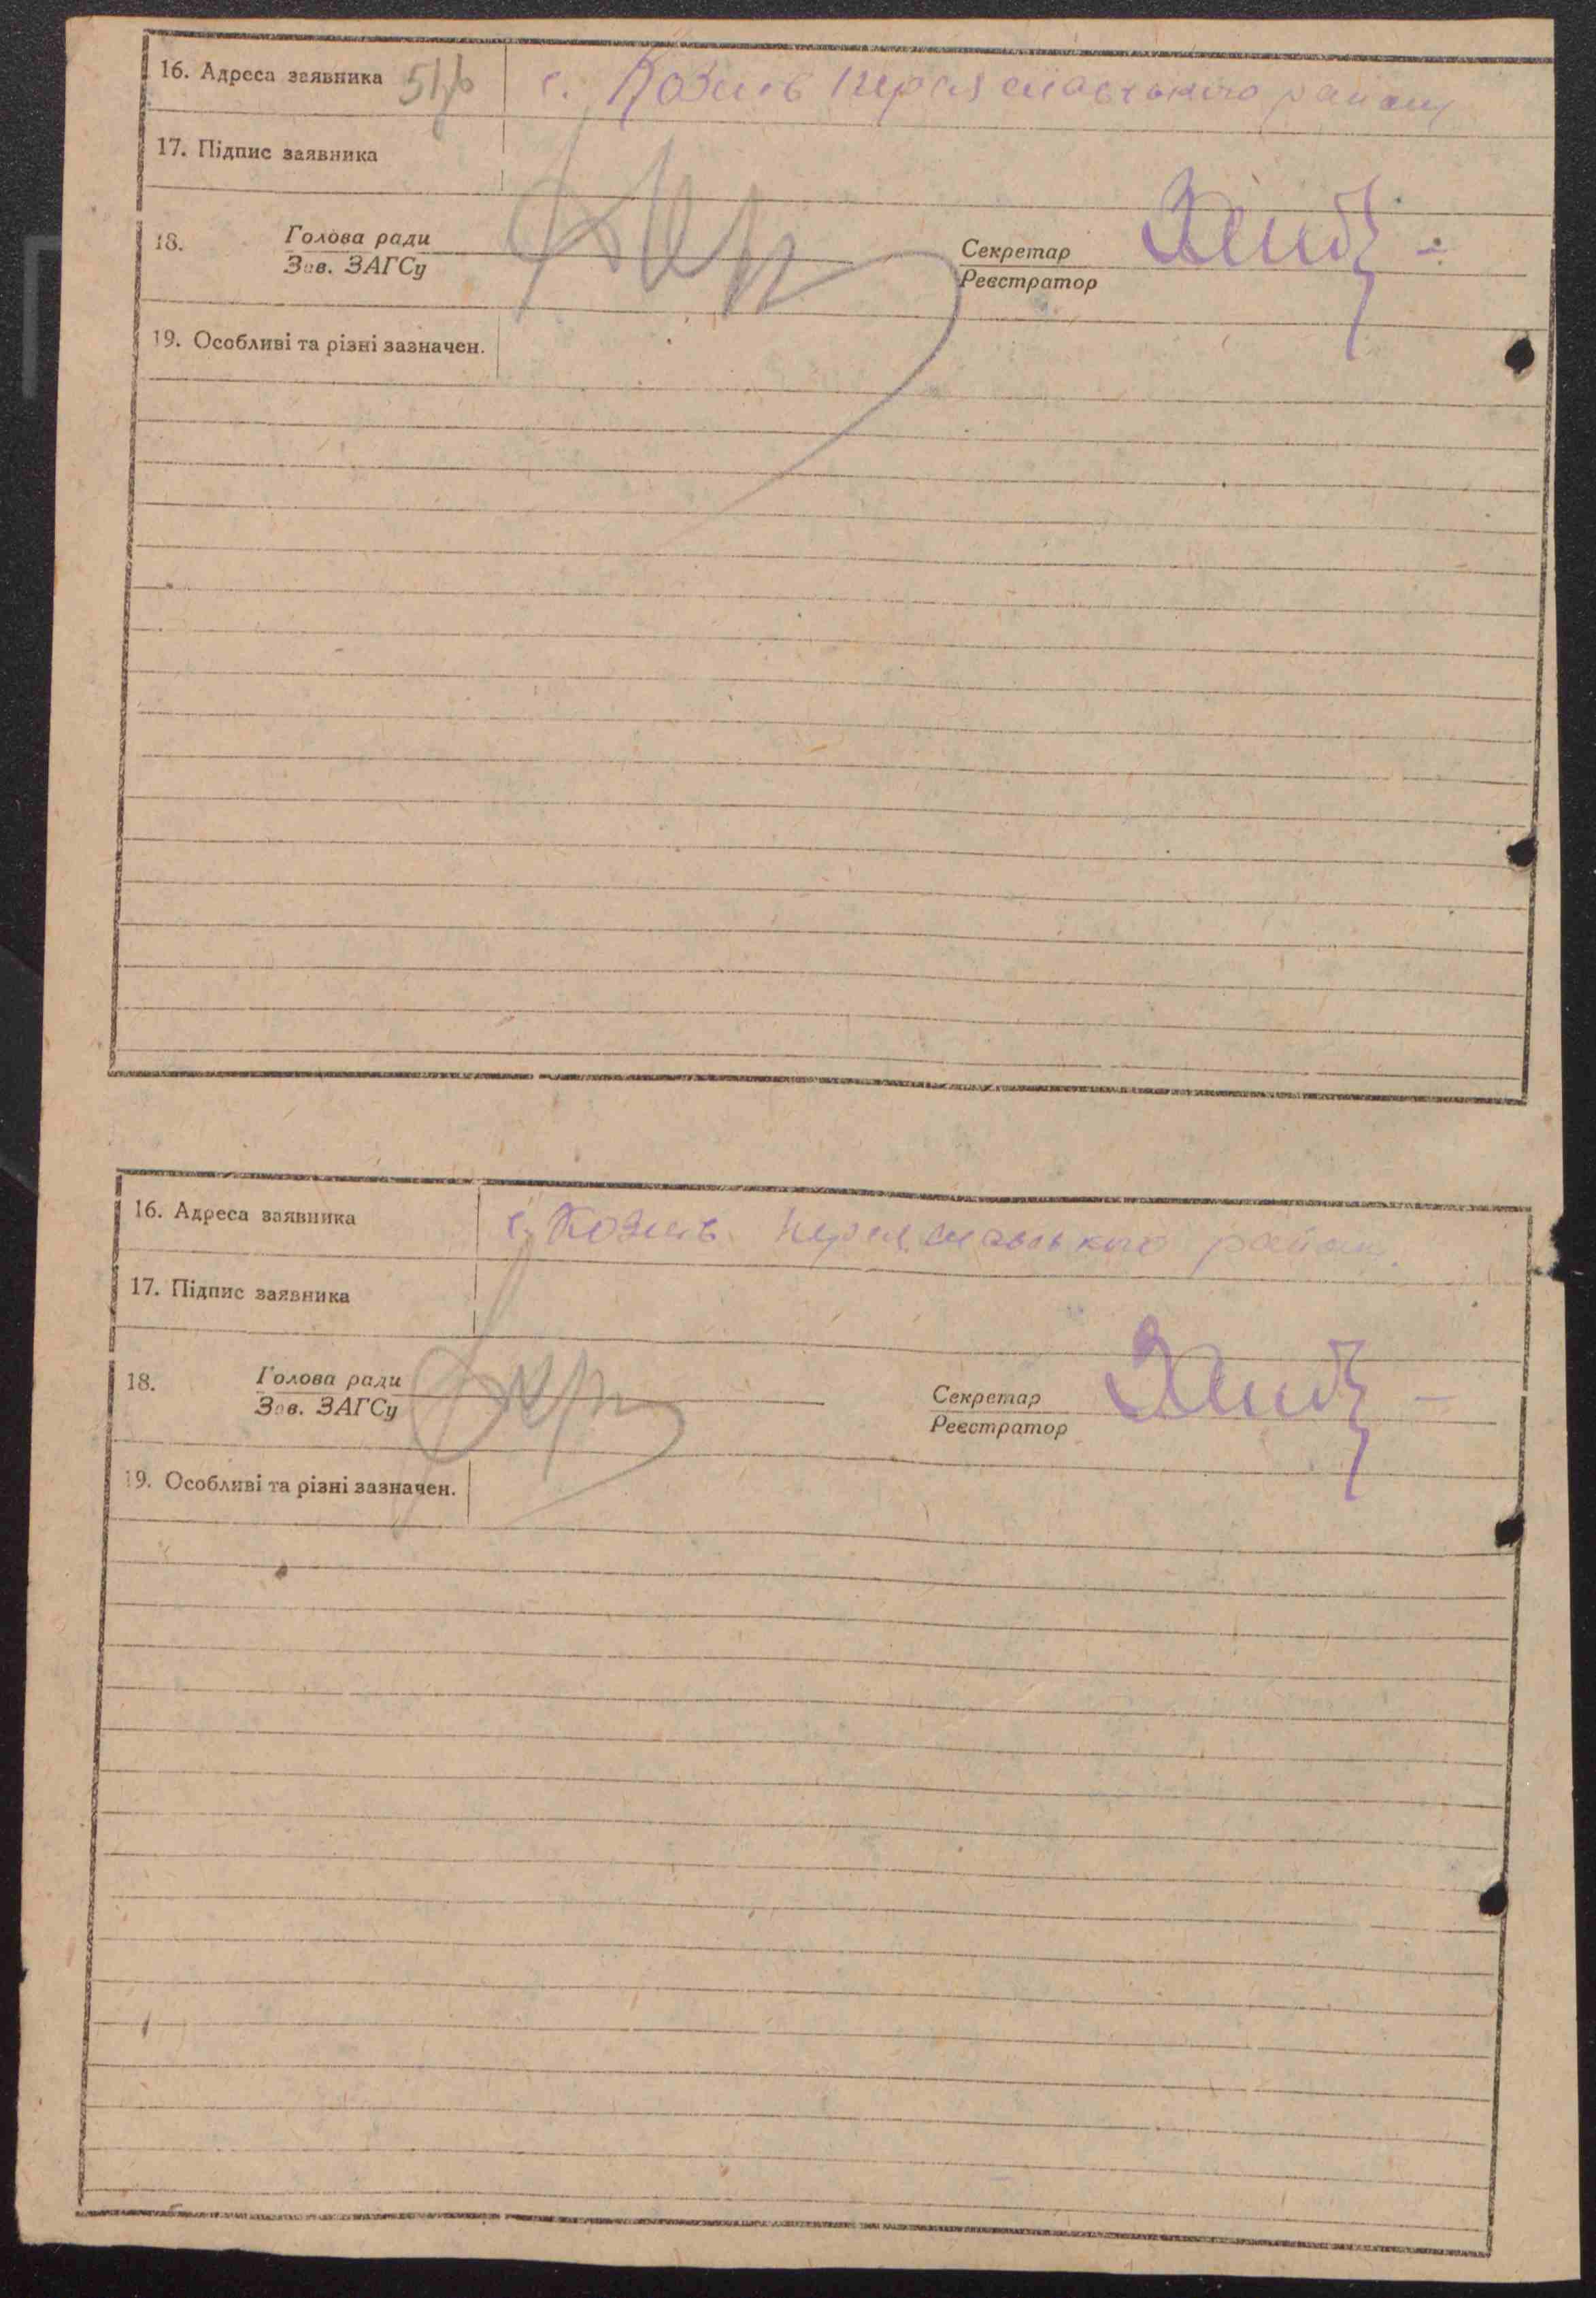 16. Адреса заявника 51 с. Козлів Переяславського району
17. Підпис заявника
18. Голова ради Секретар
Зав. ЗАГСу Реєстратор
19. Особливі та різні зазначен.
16. Адреса заявника с. Козлів Переяславського району
17. Підпис заявника
18. Голова ради Секретар
Зав. ЗАГСу Реєстратор
19. Особливі та різні зазначен.